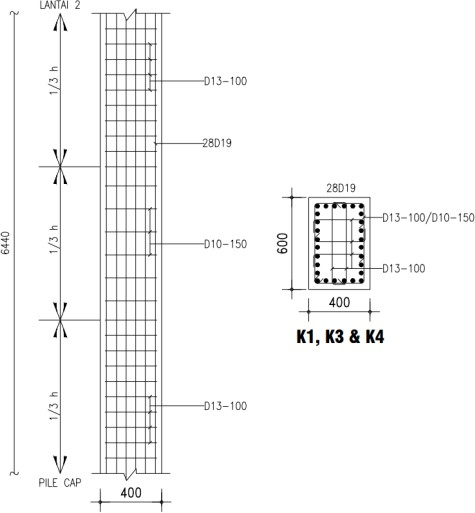 LANTAI 2
1/3 h
D13-100
28D19
6440
1/3 h
D10-150
1/3 h
D13-100
PILE CAP
400
28D19
600
D13-100/D10-150
D13-100
400
K1, K3 & K4